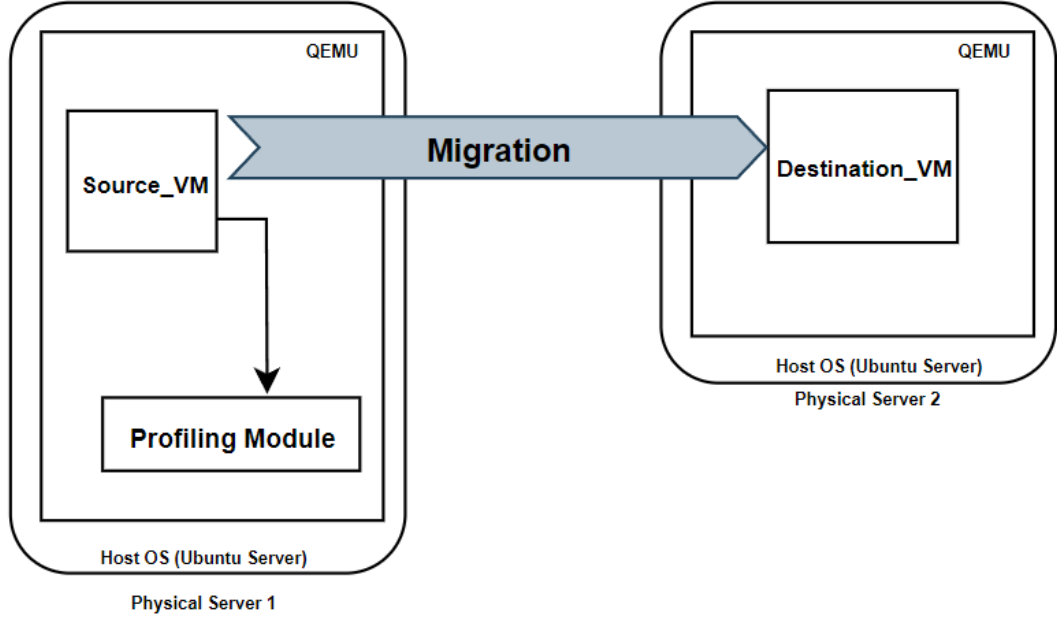 QEMU
Source_VM
Profiling Module
Host OS (Ubuntu Server)
Physical Server 1
Migration
QEMU
Destination_VM
Host OS (Ubuntu Server)
Physical Server 2